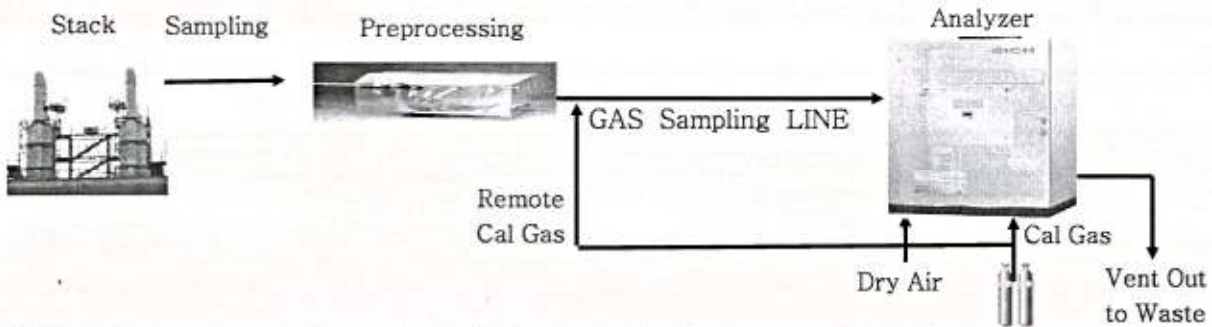 Stack Sampling Preprocessing Analyzer
GAS Sampling LINE
Remote
Cal Gas
Cal Gas
Dry Air
Vent Out
to Waste